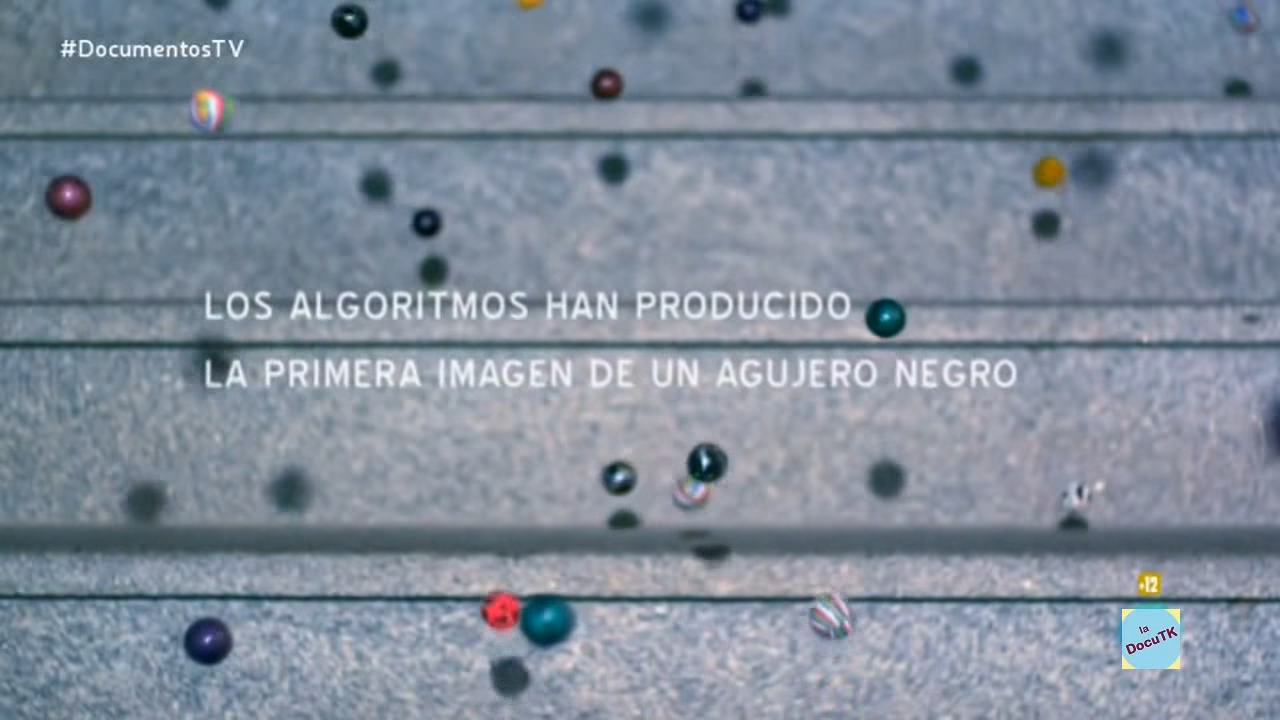 #DocumentosTV
LOS ALGORITMOS HAN PRODUCIDO
LA PRIMERA IMAGEN DE UN AGUJERO NEGRO
+12
la
DocuTK